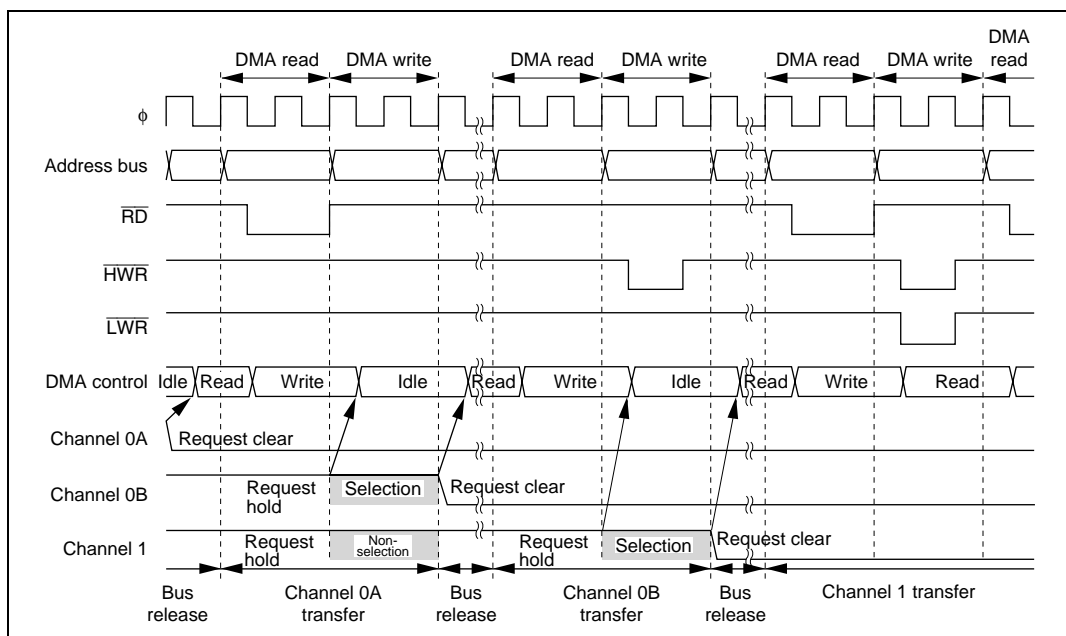 DMA
read
DMA read DMA write DMA read DMA write DMA read DMA write
ϕ
Address bus
RD
HWR
LWR
DMA control Idle Read Write Idle Read Write Idle Read Write Read
Channel 0A Request clear
Channel 0B Request
hold Selection Request clear
Channel 1 Request
hold Non-
selection Request
hold Selection Request clear
Bus
release Channel 0A
transfer Bus
release Channel 0B
transfer Bus
release Channel 1 transfer